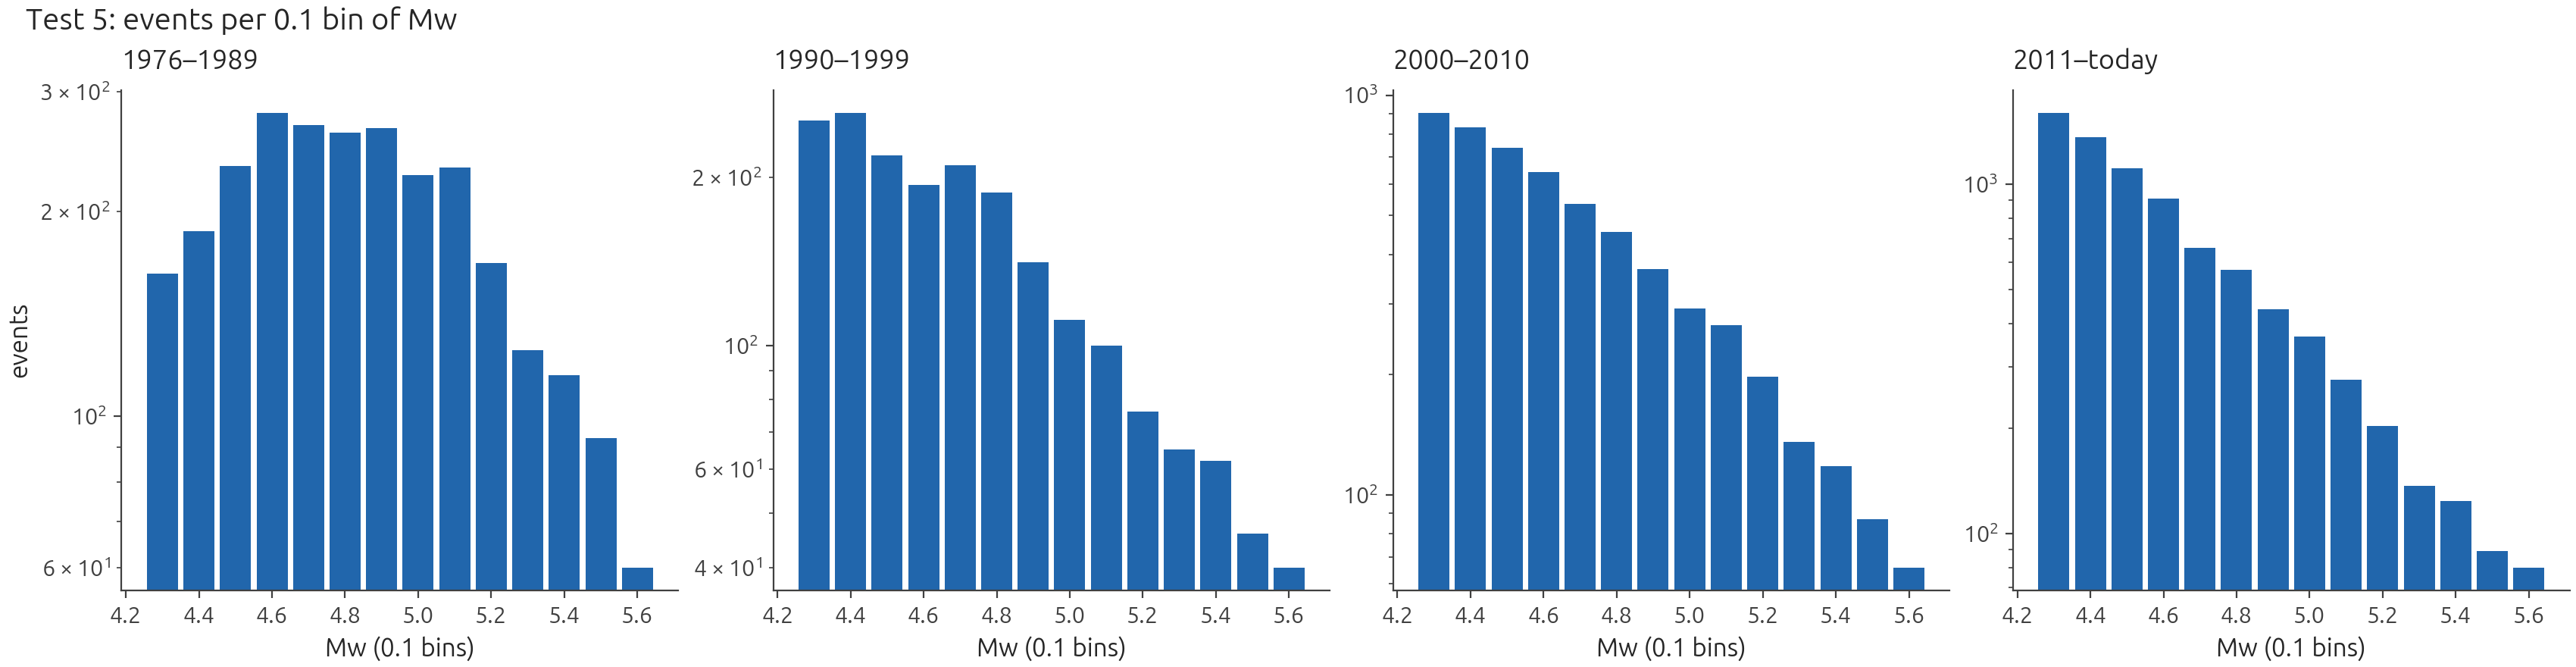 Test 5: events per 0.1 bin of Mw
1976–1989
1990–1999
2000–2010
2011–today
events
3 × 10²
2 × 10²
10²
6 × 10¹
4.2 4.4 4.6 4.8 5.0 5.2 5.4 5.6
Mw (0.1 bins)
2 × 10²
10²
6 × 10¹
4 × 10¹
4.2 4.4 4.6 4.8 5.0 5.2 5.4 5.6
Mw (0.1 bins)
10³
10²
4.2 4.4 4.6 4.8 5.0 5.2 5.4 5.6
Mw (0.1 bins)
10³
10²
4.2 4.4 4.6 4.8 5.0 5.2 5.4 5.6
Mw (0.1 bins)